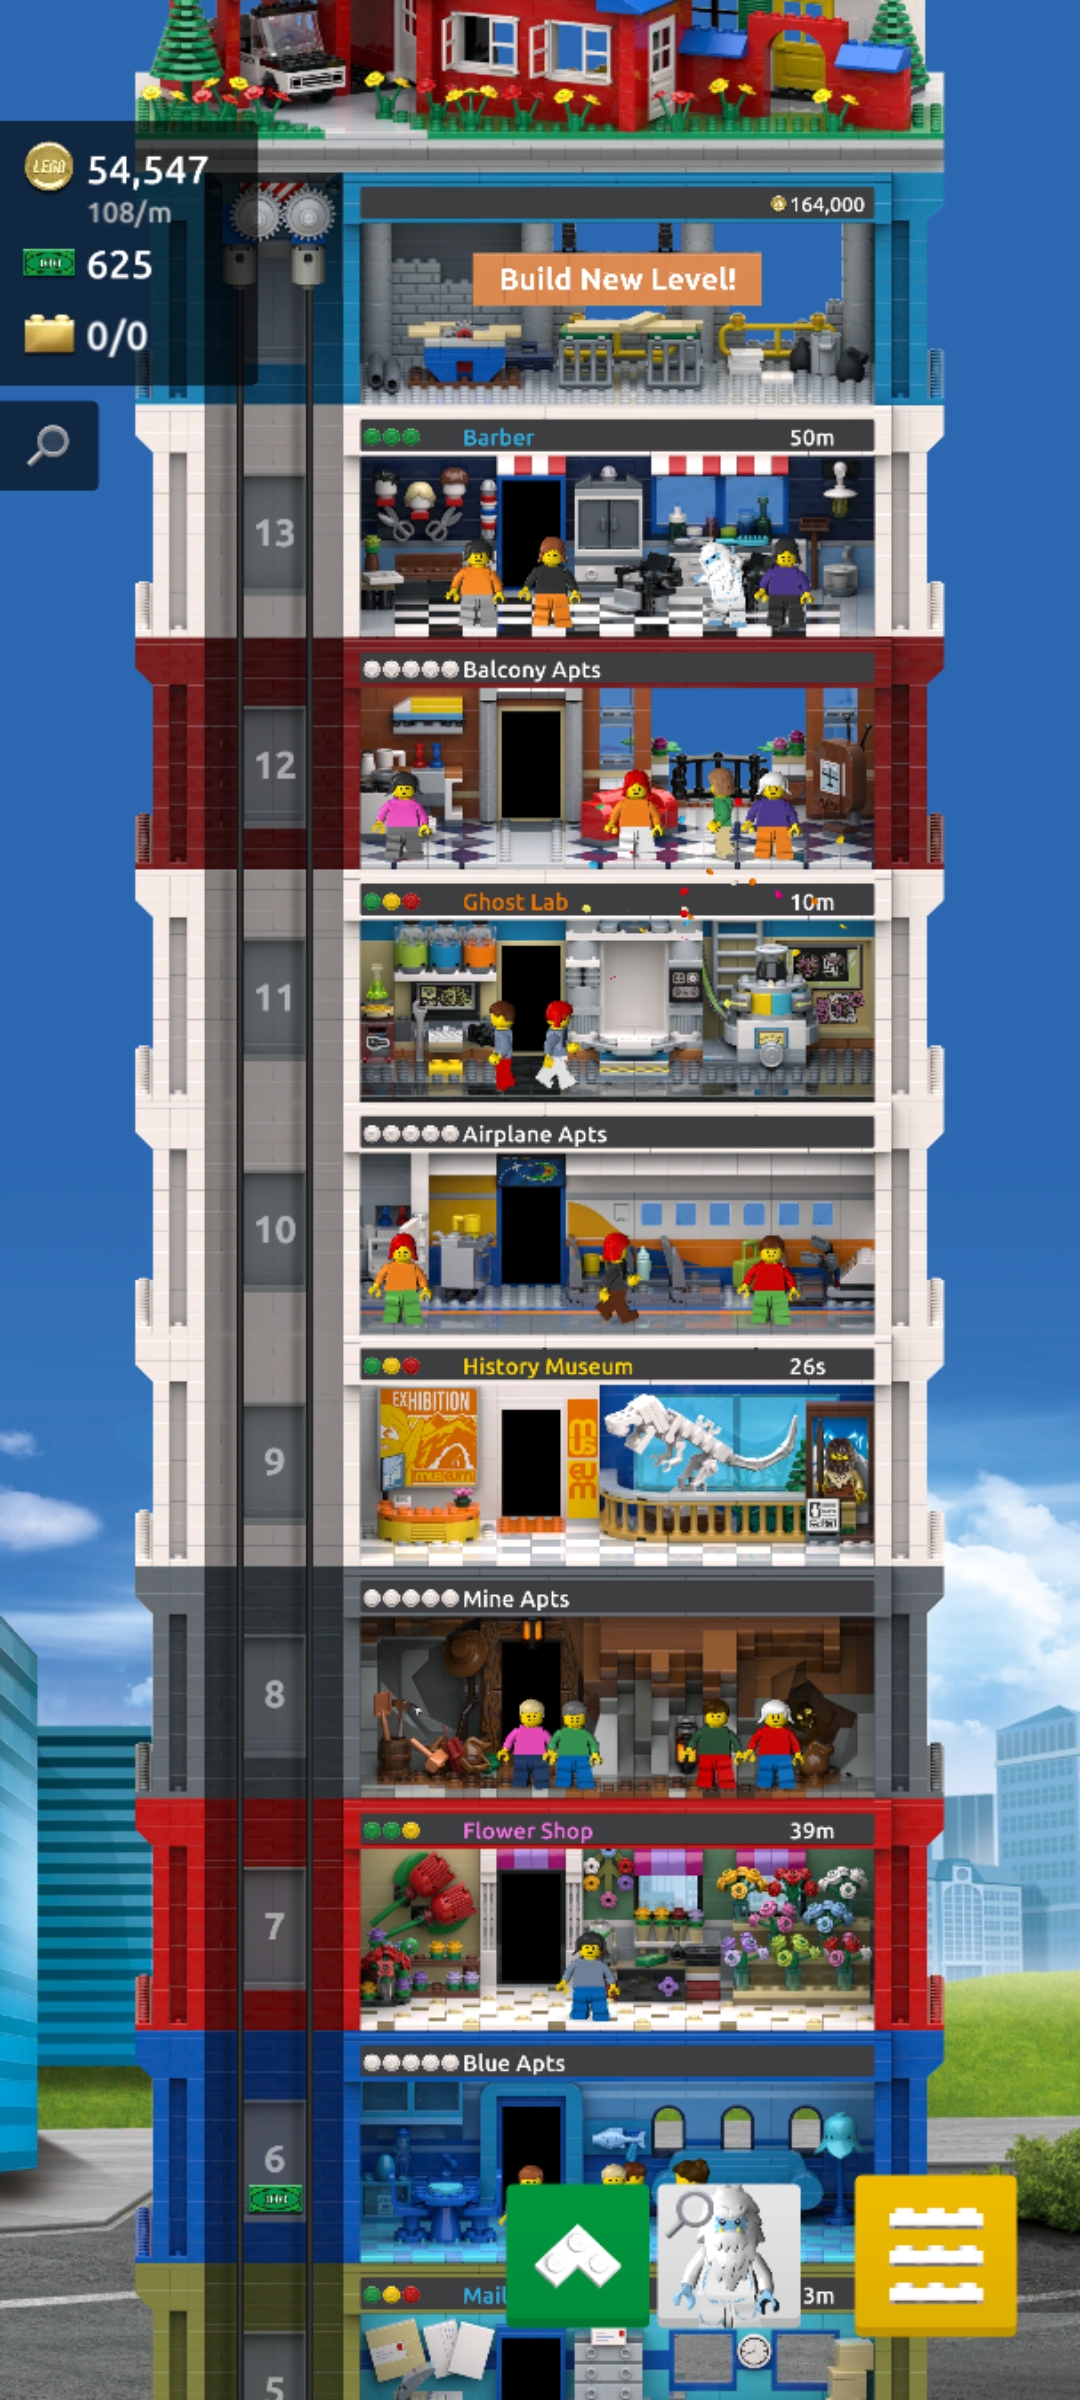 LEGO 54,547
108/m
625
0/0
164,000
Build New Level!
Barber 50m
13
Balcony Apts
12
Ghost Lab 10m
11
Airplane Apts
10
History Museum 26s
EXHIBITION
MUSEUM
MUSEUM
9
Mine Apts
8
Flower Shop 39m
7
Blue Apts
6
Mail 3m
5